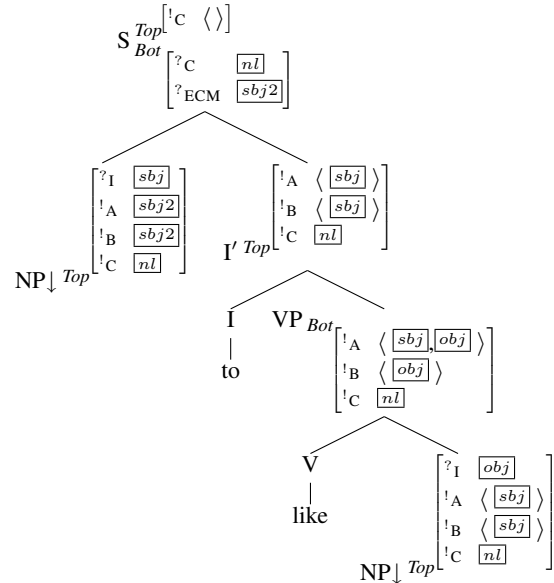 S Top [!C ⟨ ⟩]
Bot
?C nl
?ECM sbj2
?I sbj
!A sbj2
!B sbj2
!C nl
NP↓ Top
!A ⟨ sbj ⟩
!B ⟨ sbj ⟩
!C nl
I′ Top
I VP Bot
to
!A ⟨ sbj , obj ⟩
!B ⟨ obj ⟩
!C nl
V
like
?I obj
!A ⟨ sbj ⟩
!B ⟨ sbj ⟩
!C nl
NP↓ Top